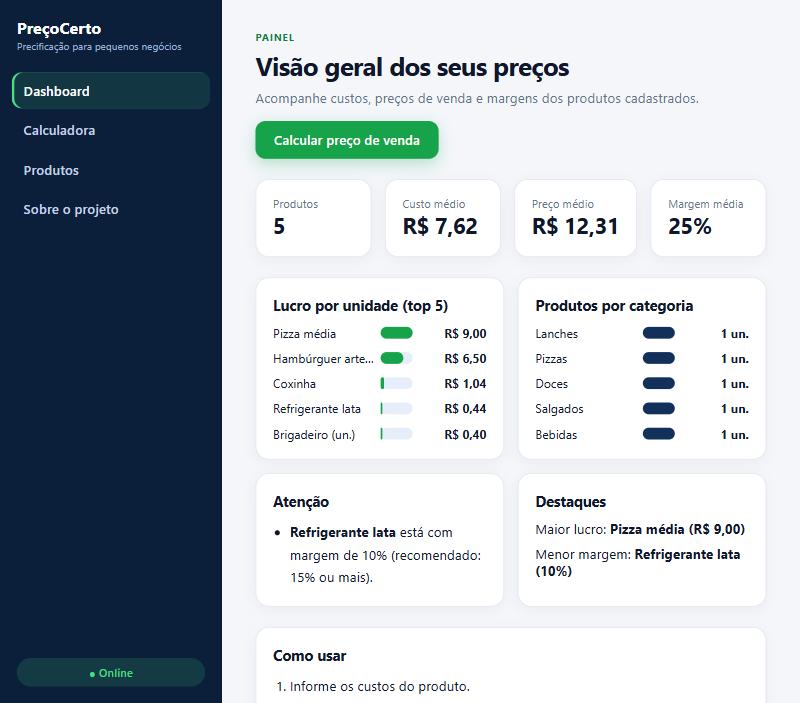 PreçoCerto
Precificação para pequenos negócios
Dashboard
Calculadora
Produtos
Sobre o projeto
● Online
PAINEL
Visão geral dos seus preços
Acompanhe custos, preços de venda e margens dos produtos cadastrados.
Calcular preço de venda
Produtos
5
Custo médio
R$ 7,62
Preço médio
R$ 12,31
Margem média
25%
Lucro por unidade (top 5)
Pizza média R$ 9,00
Hambúrguer arte... R$ 6,50
Coxinha R$ 1,04
Refrigerante lata R$ 0,44
Brigadeiro (un.) R$ 0,40
Produtos por categoria
Lanches 1 un.
Pizzas 1 un.
Doces 1 un.
Salgados 1 un.
Bebidas 1 un.
Atenção
• Refrigerante lata está com
margem de 10% (recomendado:
15% ou mais).
Destaques
Maior lucro: Pizza média (R$ 9,00)
Menor margem: Refrigerante lata
(10%)
Como usar
1. Informe os custos do produto.